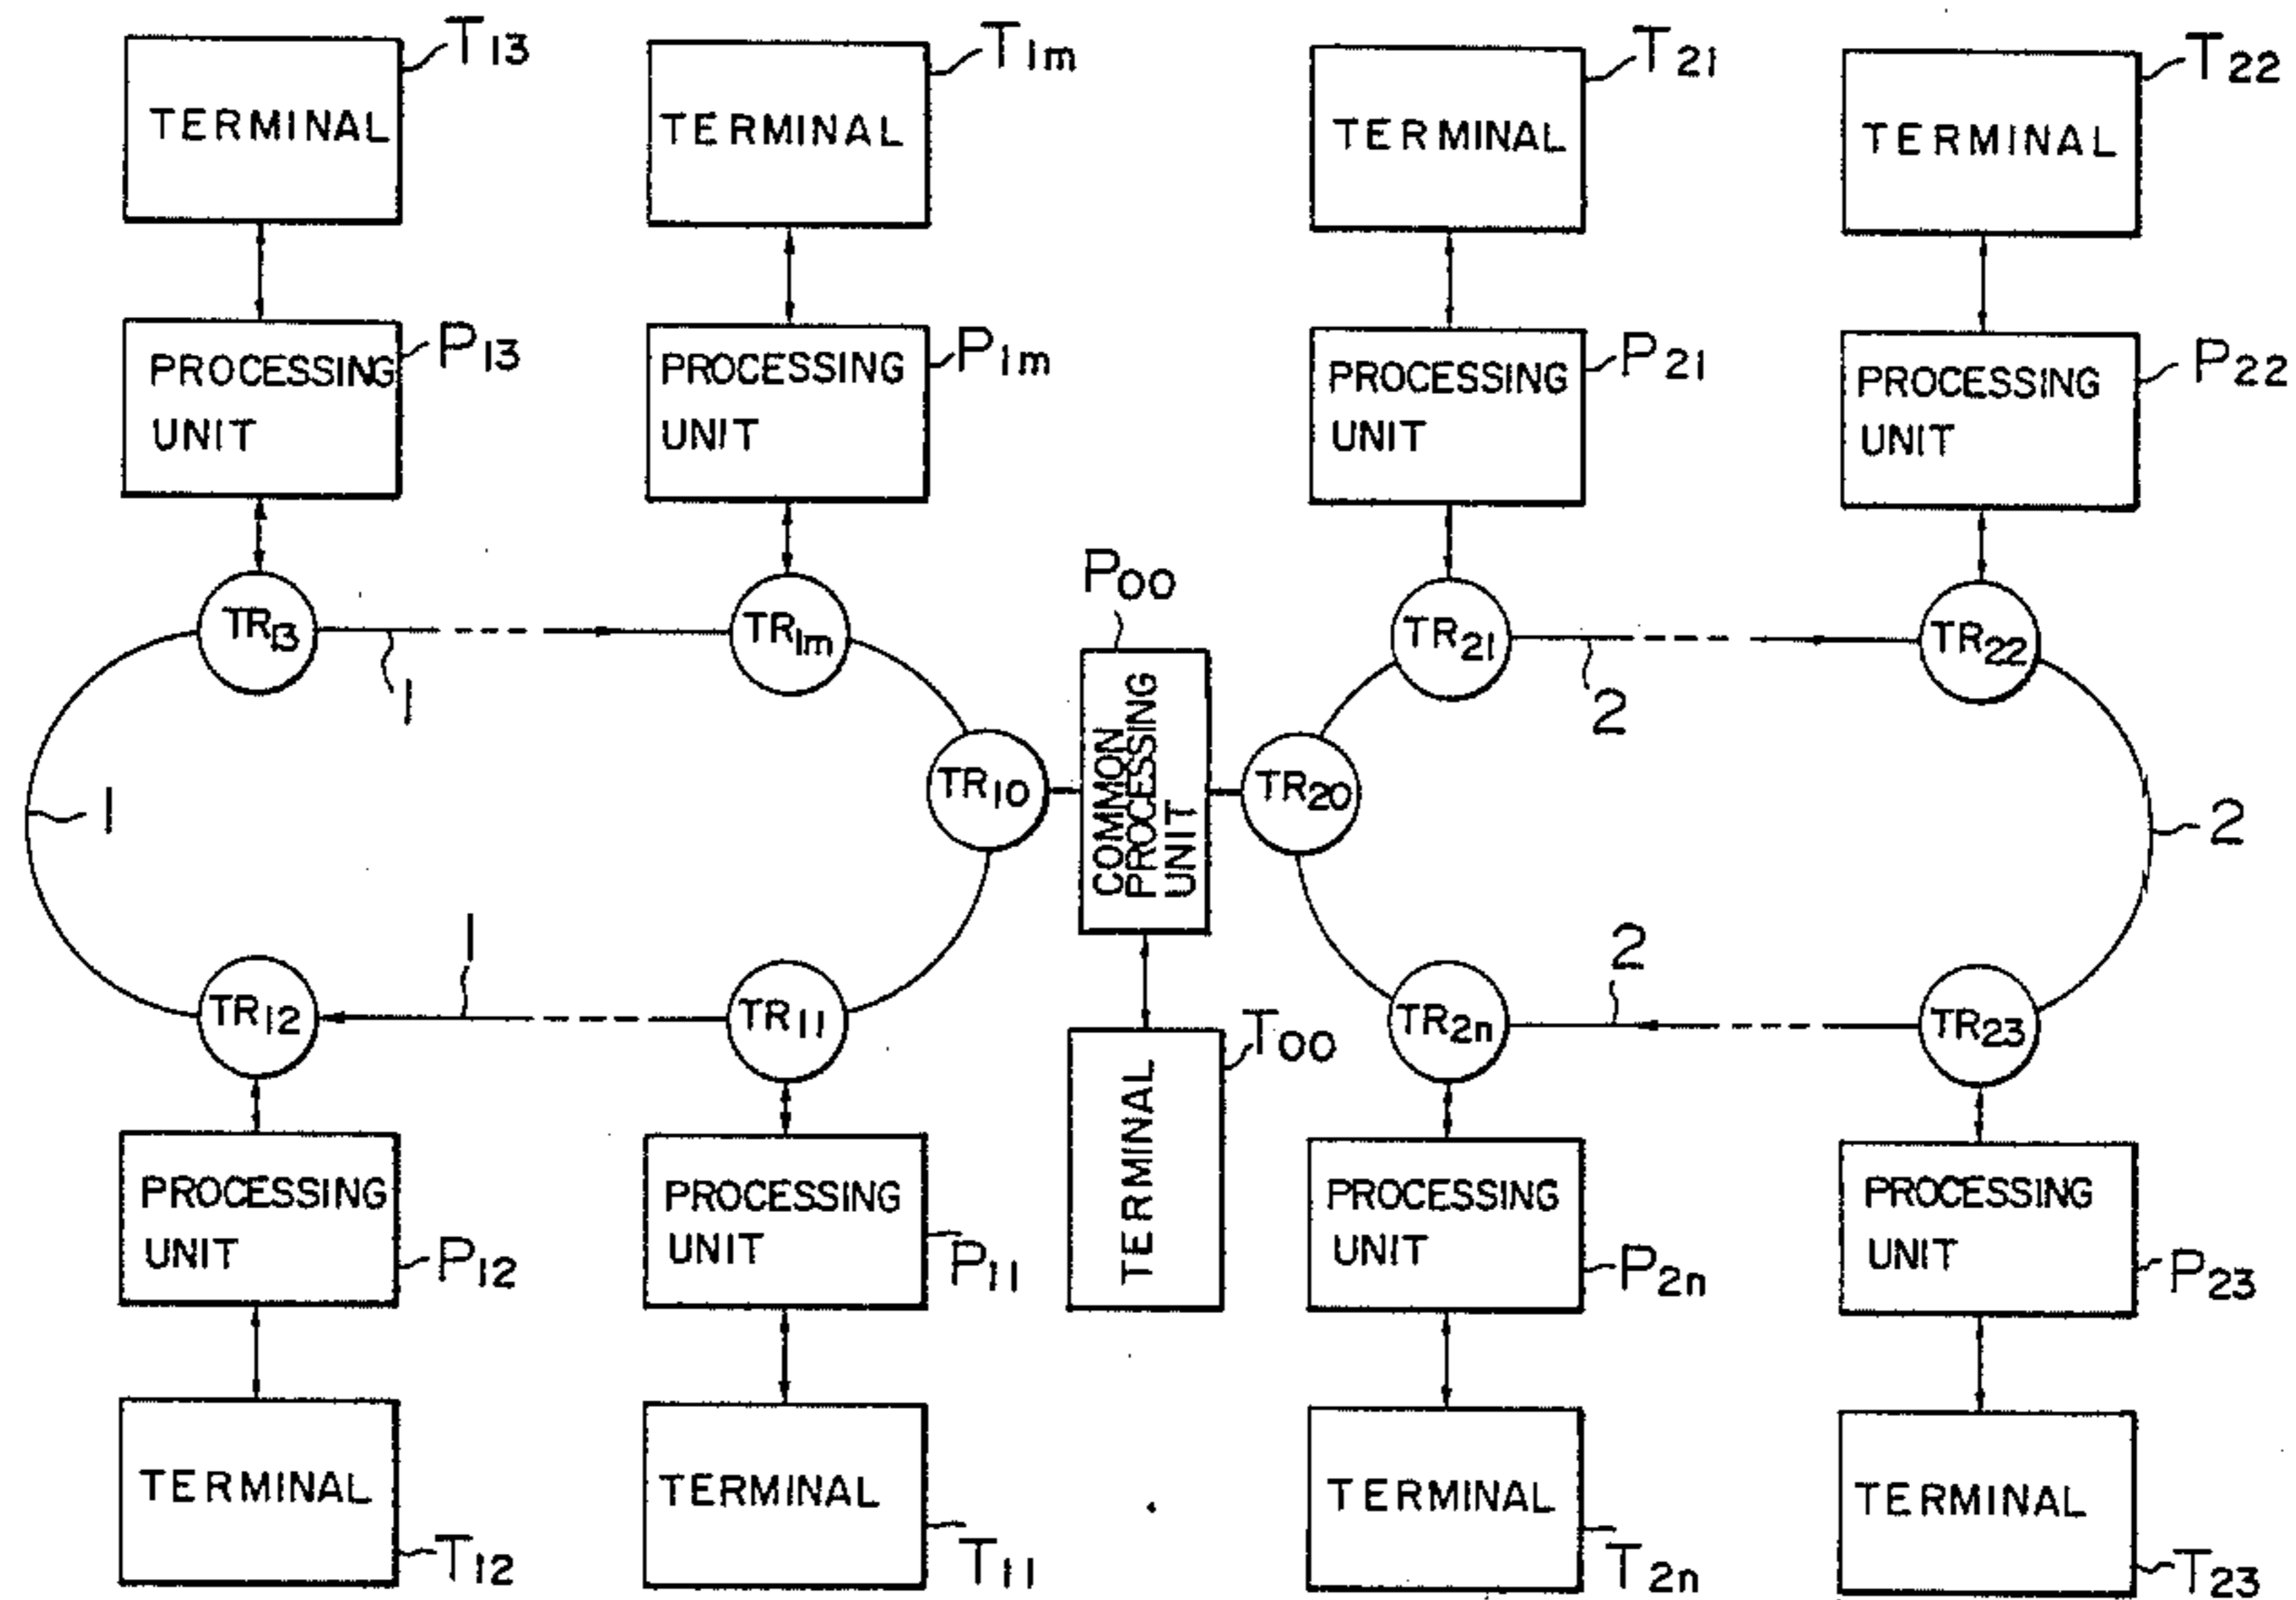 T13
T1m
T21
T22
TERMINAL
TERMINAL
TERMINAL
TERMINAL
P13
P1m
P21
P22
PROCESSING
UNIT
PROCESSING
UNIT
PROCESSING
UNIT
PROCESSING
UNIT
P00
TR13
TR1m
TR21
TR22
1
2
TR10
COMMON
PROCESSING
UNIT
TR20
1
2
1
2
TR12
TR11
TR2n
TR23
T00
TERMINAL
PROCESSING
UNIT
PROCESSING
UNIT
PROCESSING
UNIT
PROCESSING
UNIT
P12
P11
P2n
P23
TERMINAL
TERMINAL
TERMINAL
TERMINAL
T12
T11
T2n
T23